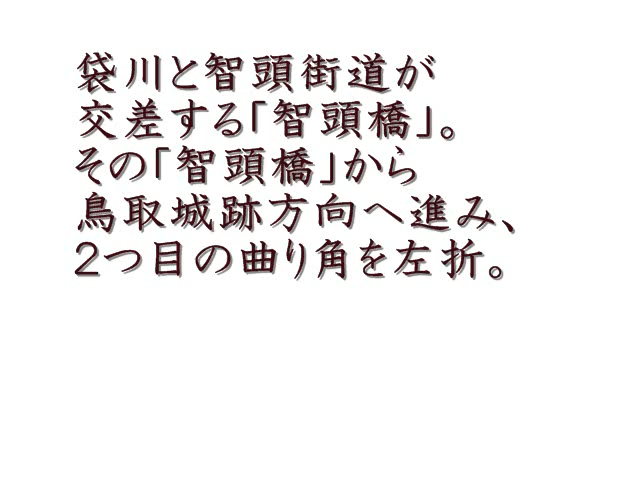 袋川と智頭街道が
交差する「智頭橋」。
その「智頭橋」から
鳥取城跡方向へ進み、
2つ目の曲り角を左折。